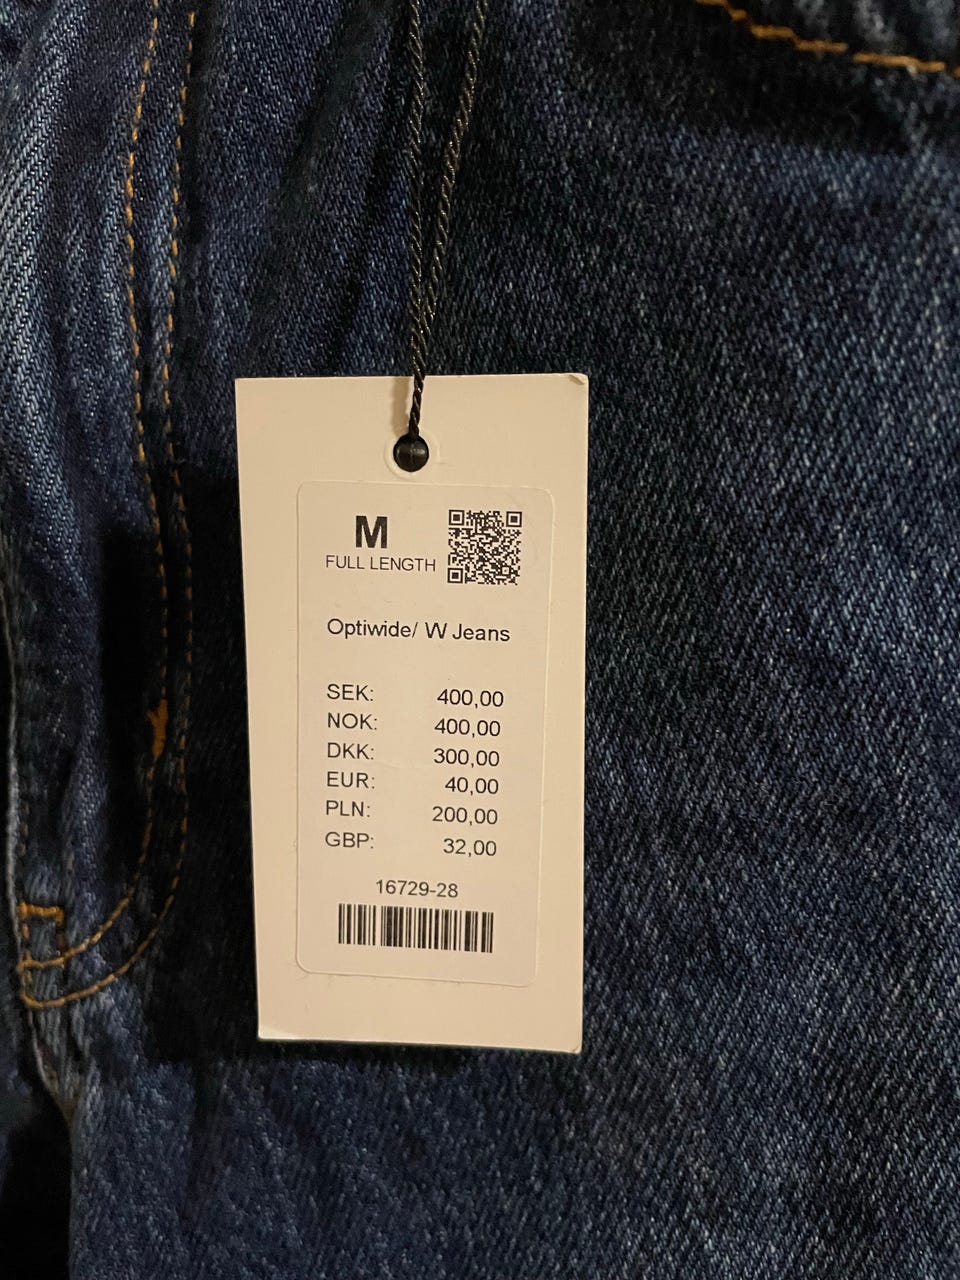 M
FULL LENGTH
Optiwide/ W Jeans
SEK: 400,00
NOK: 400,00
DKK: 300,00
EUR: 40,00
PLN: 200,00
GBP: 32,00
16729-28